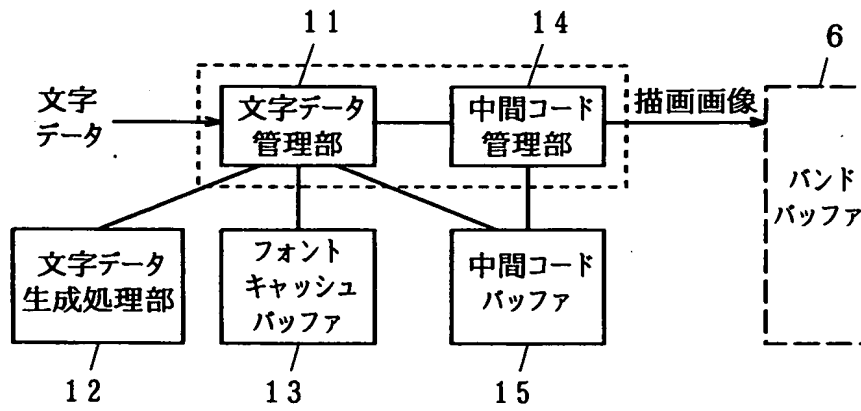 11
14
6
文字
データ
文字データ
管理部
中間コード
管理部
描画画像
バンド
バッファ
文字データ
生成処理部
フォント
キャッシュ
バッファ
中間コード
バッファ
12
13
15